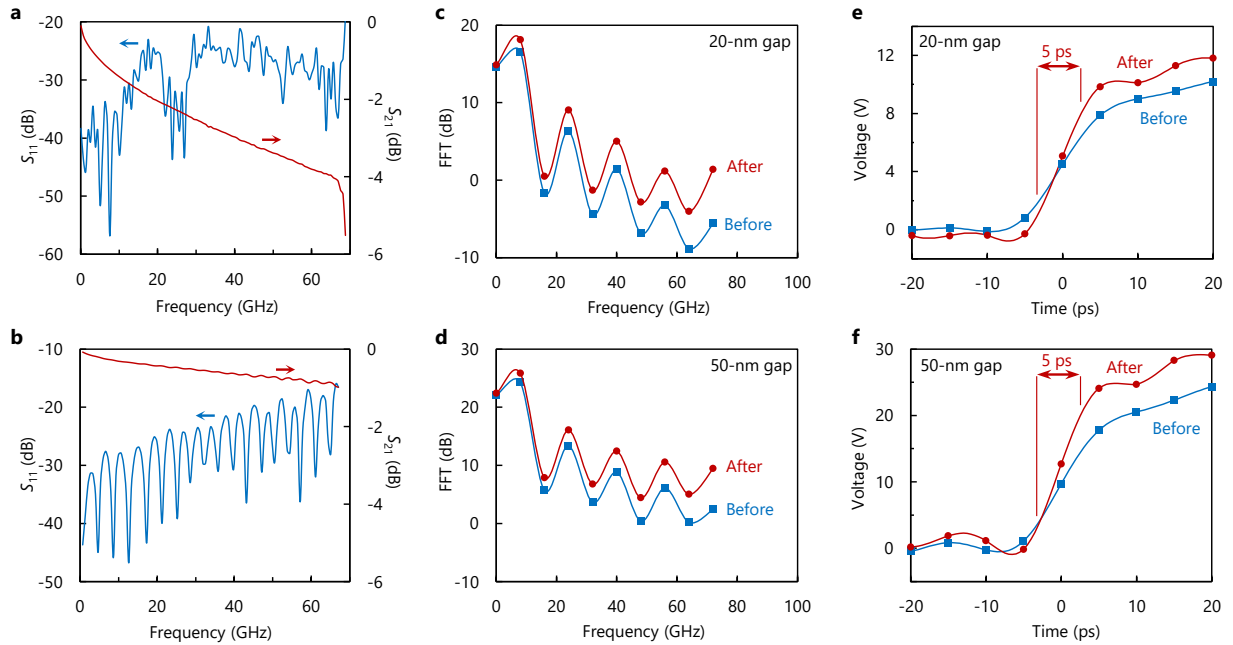 a
-20
-30
-40
-50
-60
S11 (dB)
0
-2
-4
-6
S21 (dB)
0
20
40
60
Frequency (GHz)
c
20
10
0
-10
FFT (dB)
20-nm gap
After
Before
0
20
40
60
80
100
Frequency (GHz)
e
12
8
4
0
Voltage (V)
20-nm gap
5 ps
After
Before
-20
-10
0
10
20
Time (ps)
b
-10
-20
-30
-40
-50
S11 (dB)
0
-2
-4
-6
S21 (dB)
0
20
40
60
Frequency (GHz)
d
40
30
20
10
0
-10
FFT (dB)
50-nm gap
After
Before
0
20
40
60
80
100
Frequency (GHz)
f
30
20
10
0
Voltage (V)
50-nm gap
5 ps
After
Before
-20
-10
0
10
20
Time (ps)